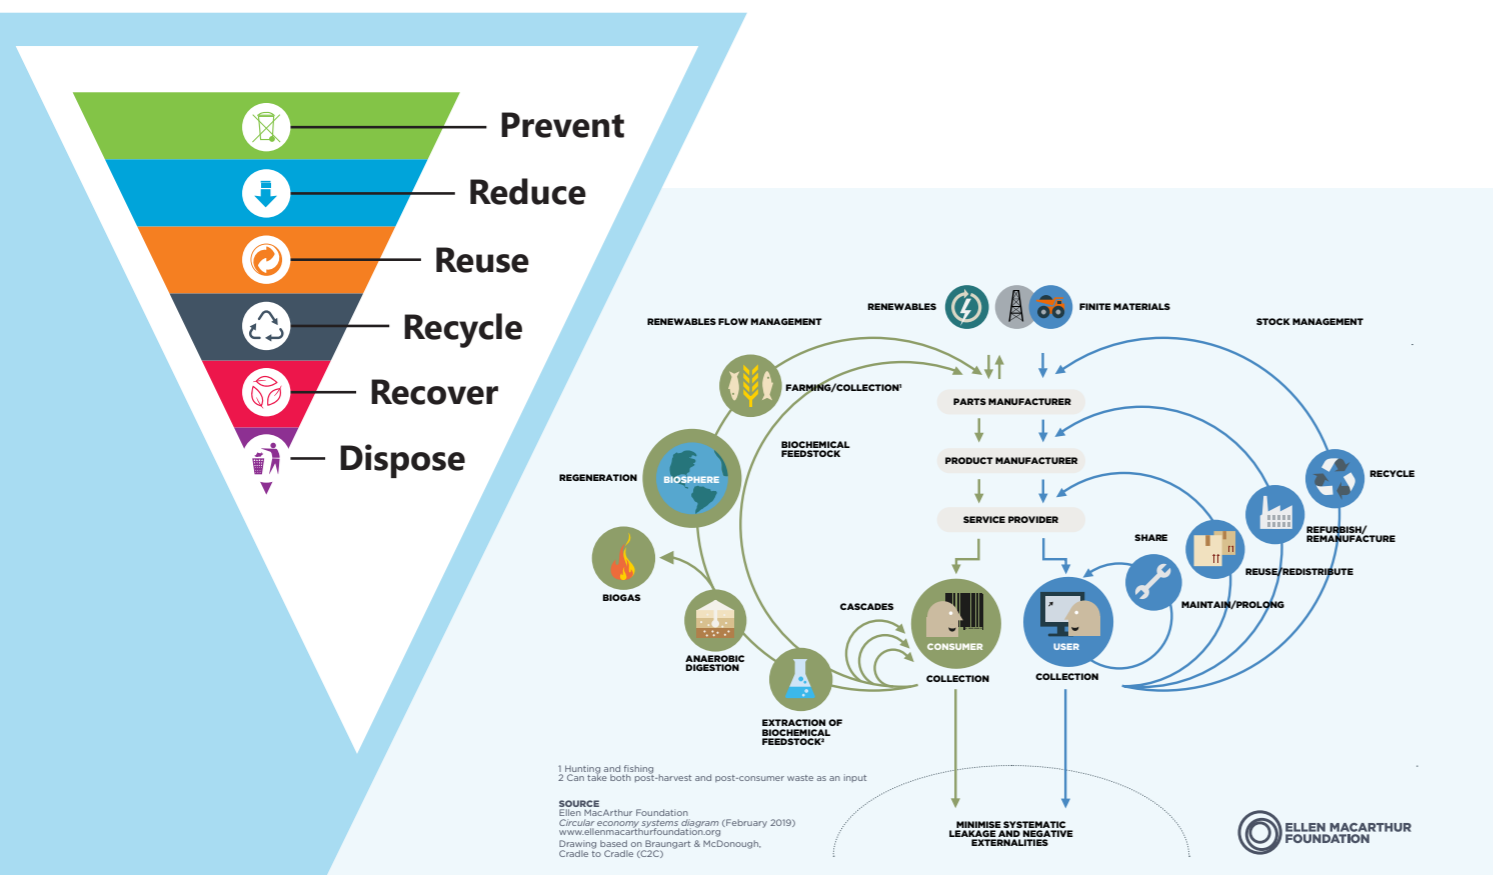 Prevent
Reduce
Reuse
Recycle
Recover
Dispose
RENEWABLES
FINITE MATERIALS
RENEWABLES FLOW MANAGEMENT
STOCK MANAGEMENT
FARMING/COLLECTION¹
PARTS MANUFACTURER
BIOCHEMICAL
FEEDSTOCK
PRODUCT MANUFACTURER
REGENERATION
BIOSPHERE
RECYCLE
SERVICE PROVIDER
REFURBISH/
REMANUFACTURE
SHARE
REUSE/REDISTRIBUTE
BIOGAS
CASCADES
MAINTAIN/PROLONG
CONSUMER
USER
ANAEROBIC
DIGESTION
COLLECTION
COLLECTION
EXTRACTION OF
BIOCHEMICAL
FEEDSTOCK²
1 Hunting and fishing
2 Can take both post-harvest and post-consumer waste as an input
SOURCE
Ellen MacArthur Foundation
Circular economy systems diagram (February 2019)
www.ellenmacarthurfoundation.org
Drawing based on Braungart & McDonough,
Cradle to Cradle (C2C)
MINIMISE SYSTEMATIC
LEAKAGE AND NEGATIVE
EXTERNALITIES
ELLEN MACARTHUR
FOUNDATION